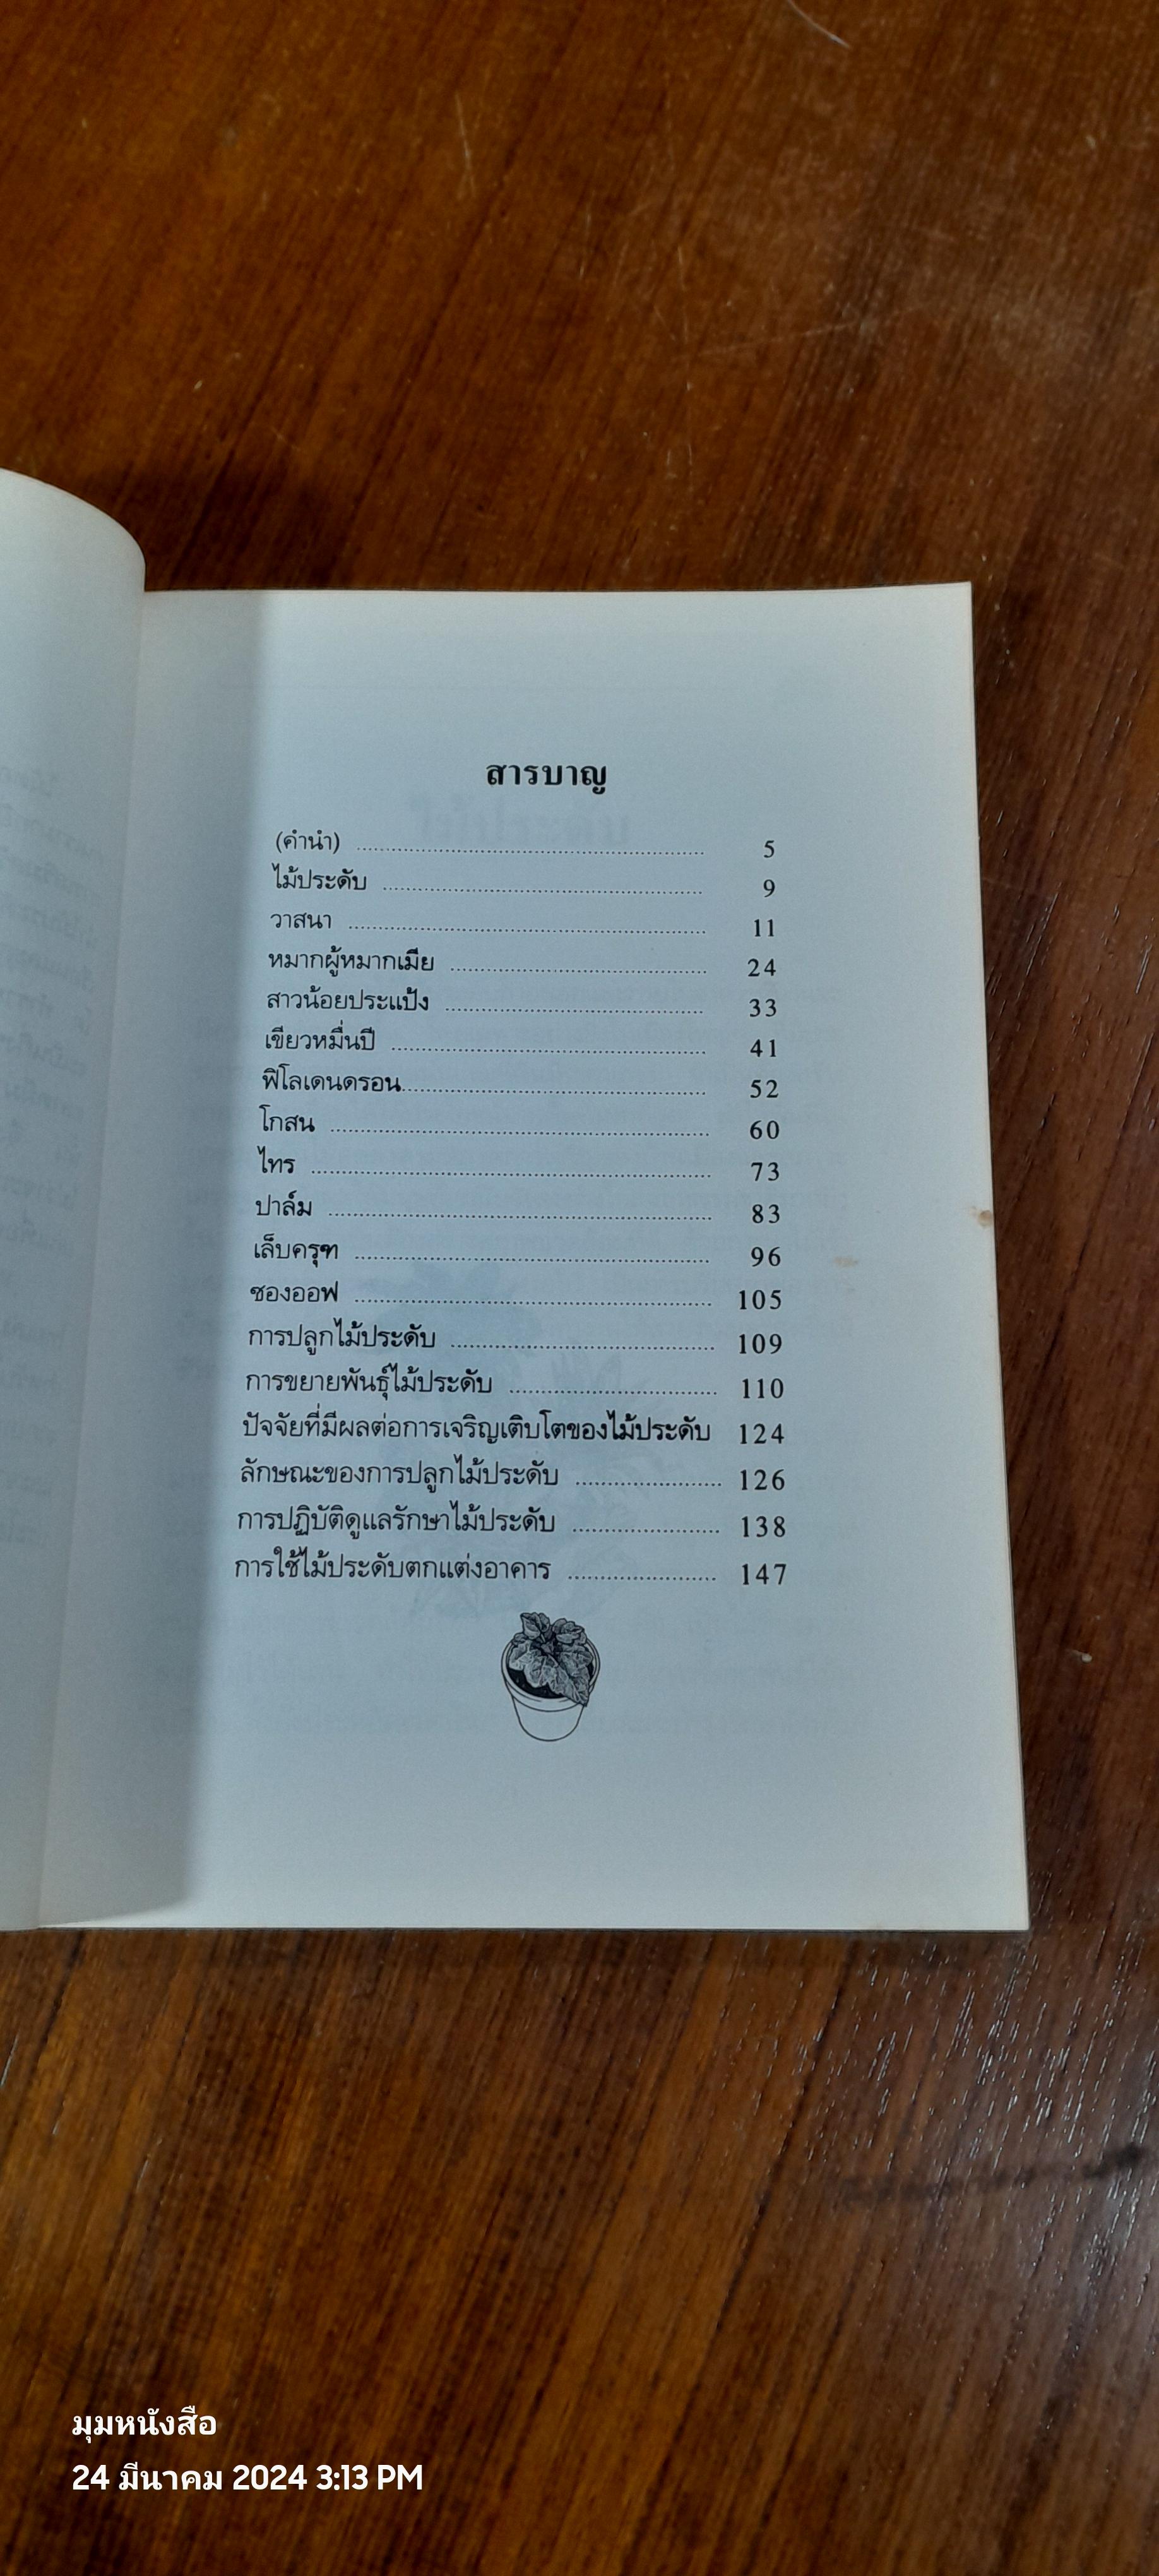 สารบาญ
(คำนำ) ........ 5
ไม้ประดับ ........ 9
วาสนา ........ 11
หมากผู้หมากเมีย ........ 24
สาวน้อยประแป้ง ........ 33
เขียวหมื่นปี ........ 41
ฟิโลเดนดรอน ........ 52
โกสน ........ 60
ไทร ........ 73
ปาล์ม ........ 83
เล็บครุฑ ........ 96
ซองออฟ ........ 105
การปลูกไม้ประดับ ........ 109
การขยายพันธุ์ไม้ประดับ ........ 110
ปัจจัยที่มีผลต่อการเจริญเติบโตของไม้ประดับ 124
ลักษณะของการปลูกไม้ประดับ ........ 126
การปฏิบัติดูแลรักษาไม้ประดับ ........ 138
การใช้ไม้ประดับตกแต่งอาคาร ........ 147
มุมหนังสือ
24 มีนาคม 2024 3:13 PM